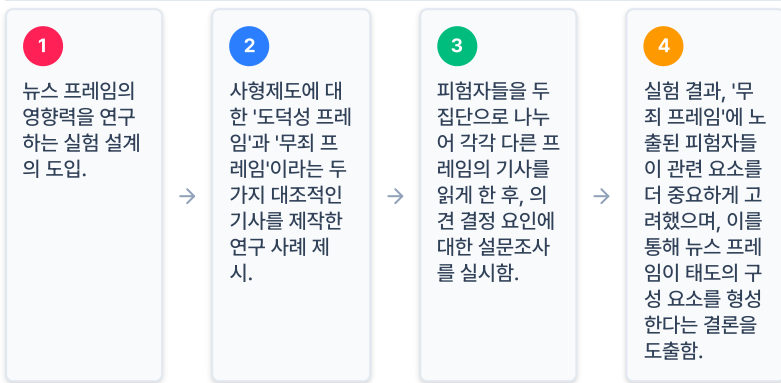 1
뉴스 프레임의
영향력을 연구
하는 실험 설계
의 도입.
2
사형제도에 대
한 '도덕성 프레
임'과 '무죄 프
레임'이라는 두
가지 대조적인
기사를 제작한
연구 사례 제
시.
3
피험자들을 두
집단으로 나누
어 각각 다른 프
레임의 기사를
읽게 한 후, 의
견 결정 요인에
대한 설문조사
를 실시함.
4
실험 결과, '무
죄 프레임'에 노
출된 피험자들
이 관련 요소를
더 중요하게 고
려했으며, 이를
통해 뉴스 프레
임이 태도의 구
성 요소를 형성
한다는 결론을
도출함.